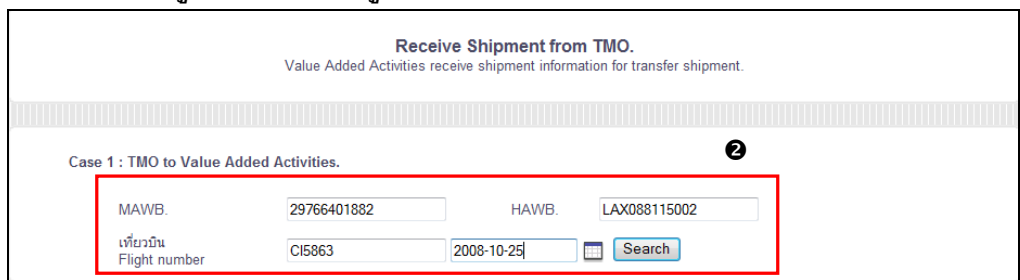 Receive Shipment from TMO.
Value Added Activities receive shipment information for transfer shipment.
Case 1 : TMO to Value Added Activities.
❷
MAWB. 29766401882 HAWB. LAX088115002
เที่ยวบิน
Flight number CI5863 2008-10-25 Search